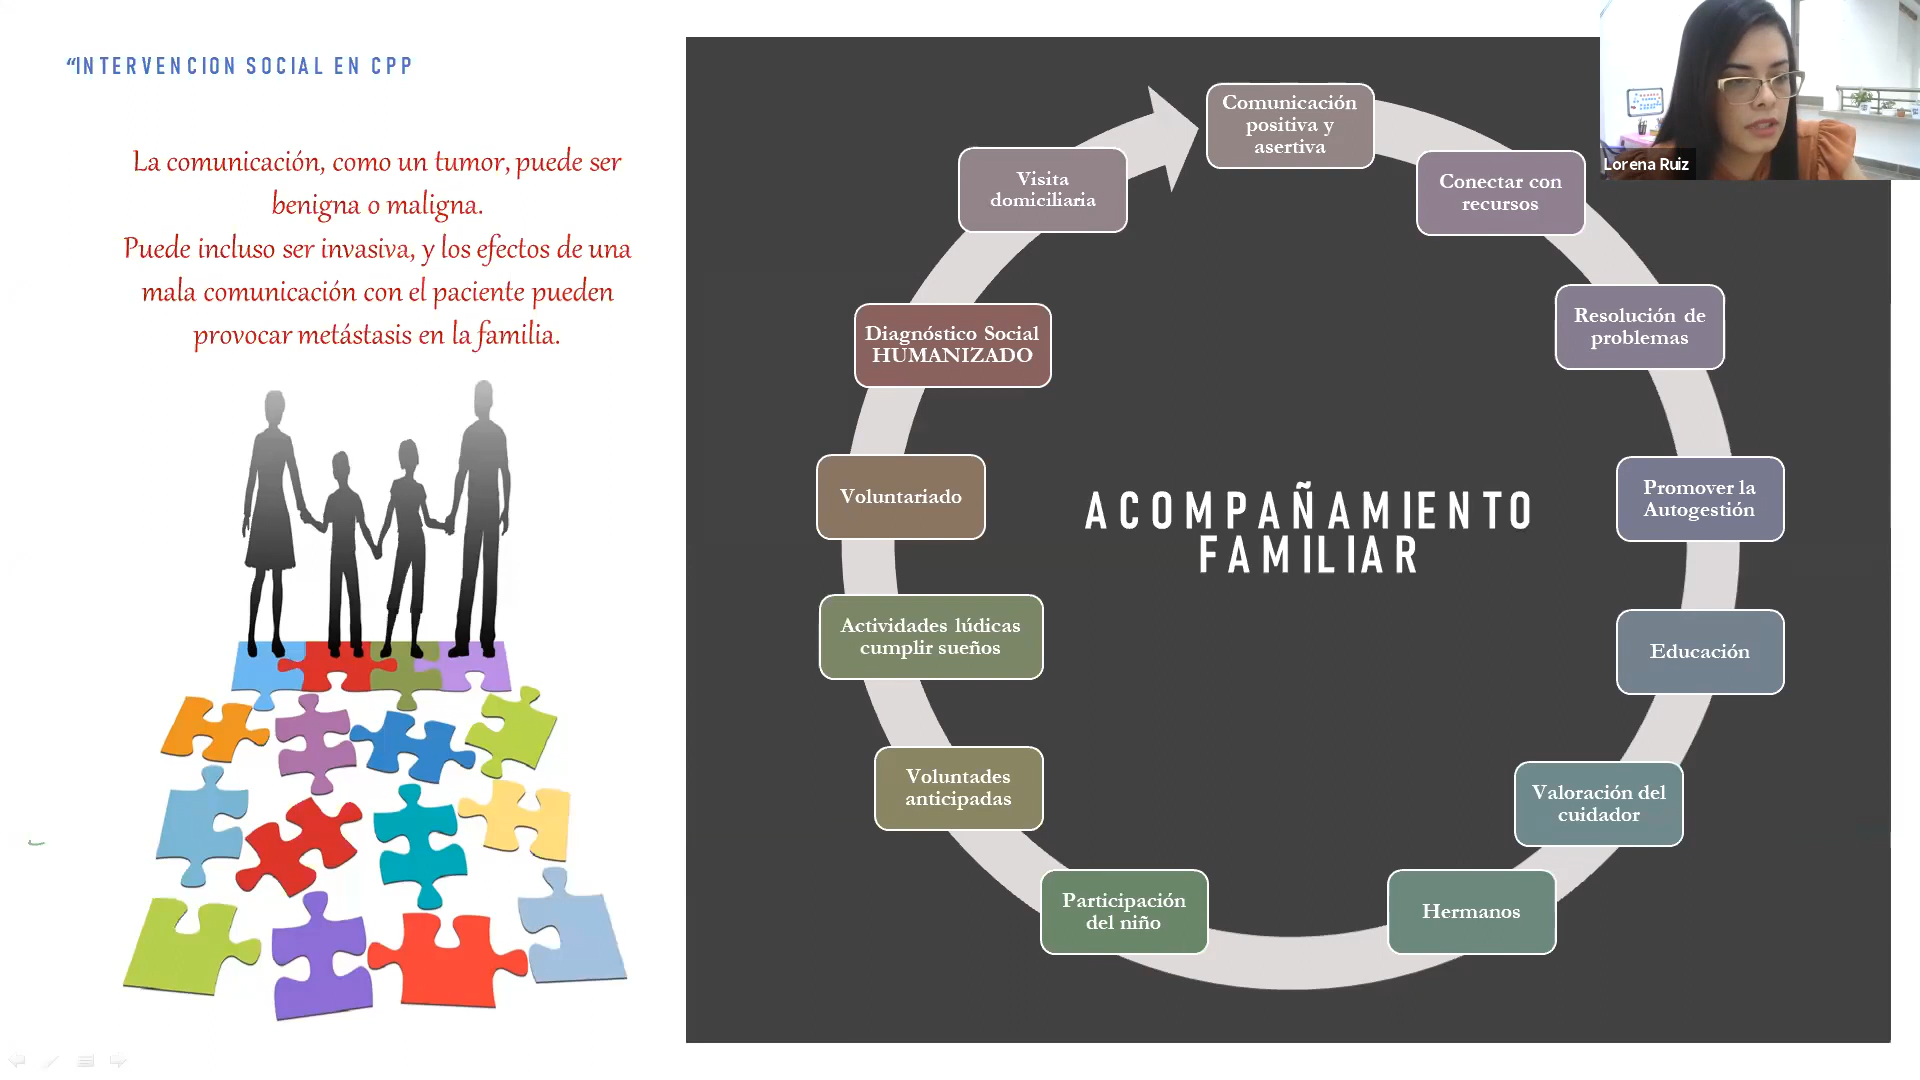 “INTERVENCION SOCIAL EN CPP
La comunicación, como un tumor, puede ser
benigna o maligna.
Puede incluso ser invasiva, y los efectos de una
mala comunicación con el paciente pueden
provocar metástasis en la familia.
ACOMPAÑAMIENTO
FAMILIAR
Comunicación
positiva y
asertiva
Conectar con
recursos
Resolución de
problemas
Promover la
Autogestión
Educación
Valoración del
cuidador
Hermanos
Participación
del niño
Voluntades
anticipadas
Actividades lúdicas
cumplir sueños
Voluntariado
Diagnóstico Social
HUMANIZADO
Visita
domiciliaria
Lorena Ruiz